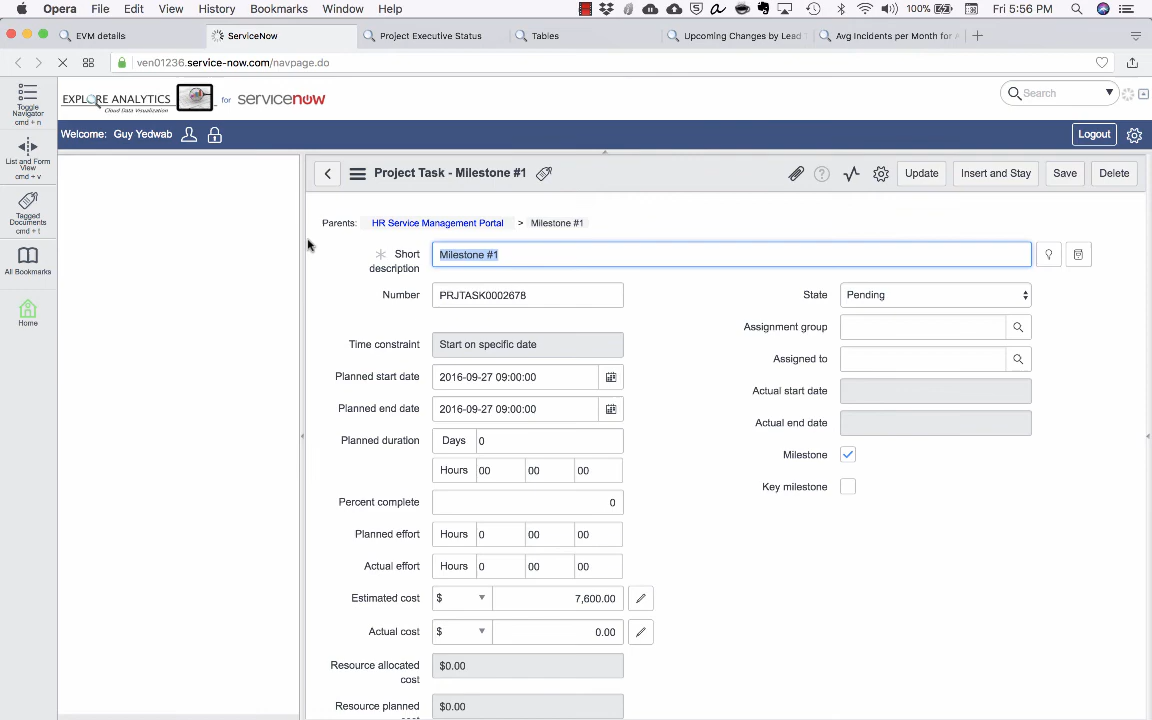 Opera File Edit View History Bookmarks Window Help 100% Fri 5:56 PM
EVM details ServiceNow Project Executive Status Tables Upcoming Changes by Lead T Avg Incidents per Month for A
ven01236.service-now.com/navpage.do
EXPLORE ANALYTICS for servicenow Search
Cloud Data Visualization
Toggle
Navigator
cmd + n
Welcome: Guy Yedwab Logout
List and Form
View
cmd + v
Project Task - Milestone #1 Update Insert and Stay Save Delete
Tagged
Documents
cmd + t
Parents: HR Service Management Portal > Milestone #1
All Bookmarks
Home
Short
description Milestone #1
Number PRJTASK0002678 State Pending
Assignment group
Time constraint Start on specific date
Assigned to
Planned start date 2016-09-27 09:00:00
Actual start date
Planned end date 2016-09-27 09:00:00
Actual end date
Planned duration Days 0
Milestone
Hours 00 00 00
Key milestone
Percent complete 0
Planned effort Hours 0 00 00
Actual effort Hours 0 00 00
Estimated cost $ 7,600.00
Actual cost $ 0.00
Resource allocated
cost $0.00
Resource planned
cost $0.00